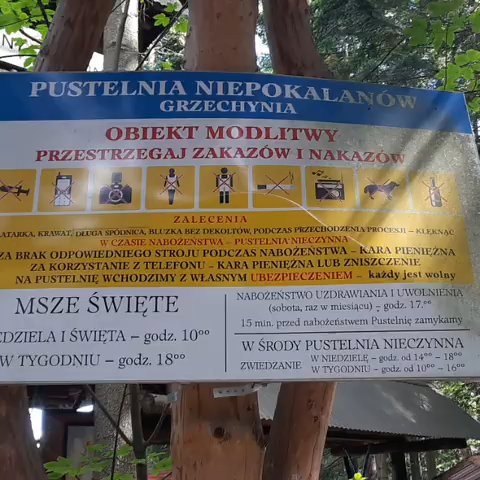 PUSTELNIA NIEPOKALANÓW
GRZECHYNIA
OBIEKT MODLITWY
PRZESTRZEGAJ ZAKAZÓW I NAKAZÓW
ZALECENIA
KRAWAT, DŁUGA SPÓDNICA, BLUZKA BEZ DEKOLTÓW, PODCZAS PRZECHODZENIA PROCESJI – KLĘKNĄĆ
W CZASIE NABOŻEŃSTWA – PUSTELNIA NIECZYNNA
ZA BRAK ODPOWIEDNIEGO STROJU PODCZAS NABOŻEŃSTWA – KARA PIENIĘŻNA
ZA KORZYSTANIE Z TELEFONU – KARA PIENIĘŻNA LUB ZNISZCZENIE
NA PUSTELNIĘ WCHODZIMY Z WŁASNYM UBEZPIECZENIEM – każdy jest wolny
MSZE ŚWIĘTE
EDZIELA I ŚWIĘTA – godz. 10⁰⁰
W TYGODNIU – godz. 18⁰⁰
NABOŻEŃSTWO UZDRAWIANIA I UWOLNIENIA
(sobota, raz w miesiącu) – godz. 17.⁰⁰
15 min. przed nabożeństwem Pustelnię zamykamy
W ŚRODY PUSTELNIA NIECZYNNA
ZWIEDZANIE W NIEDZIELĘ – godz. od 14⁰⁰ – 18⁰⁰
W TYGODNIU – godz. od 10⁰⁰ – 16⁰⁰